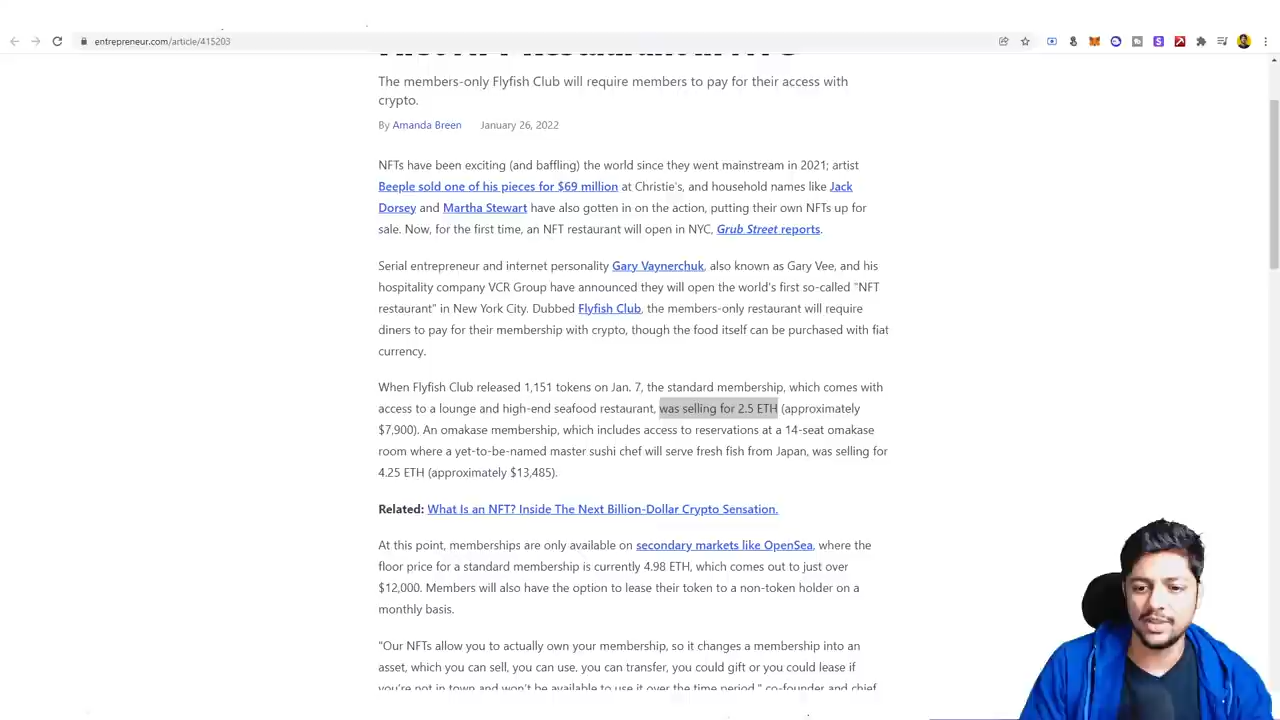 entrepreneur.com/article/415203
The members-only Flyfish Club will require members to pay for their access with
crypto.
By Amanda Breen January 26, 2022
NFTs have been exciting (and baffling) the world since they went mainstream in 2021; artist
Beeple sold one of his pieces for $69 million at Christie's, and household names like Jack
Dorsey and Martha Stewart have also gotten in on the action, putting their own NFTs up for
sale. Now, for the first time, an NFT restaurant will open in NYC, Grub Street reports.
Serial entrepreneur and internet personality Gary Vaynerchuk, also known as Gary Vee, and his
hospitality company VCR Group have announced they will open the world's first so-called "NFT
restaurant" in New York City. Dubbed Flyfish Club, the members-only restaurant will require
diners to pay for their membership with crypto, though the food itself can be purchased with fiat
currency.
When Flyfish Club released 1,151 tokens on Jan. 7, the standard membership, which comes with
access to a lounge and high-end seafood restaurant, was selling for 2.5 ETH (approximately
$7,900). An omakase membership, which includes access to reservations at a 14-seat omakase
room where a yet-to-be-named master sushi chef will serve fresh fish from Japan, was selling for
4.25 ETH (approximately $13,485).
Related: What Is an NFT? Inside The Next Billion-Dollar Crypto Sensation.
At this point, memberships are only available on secondary markets like OpenSea, where the
floor price for a standard membership is currently 4.98 ETH, which comes out to just over
$12,000. Members will also have the option to lease their token to a non-token holder on a
monthly basis.
"Our NFTs allow you to actually own your membership, so it changes a membership into an
asset, which you can sell, you can use, you can transfer, you could gift or you could lease if
you're not in town and won't be available to use it over the time period," co-founder and chief